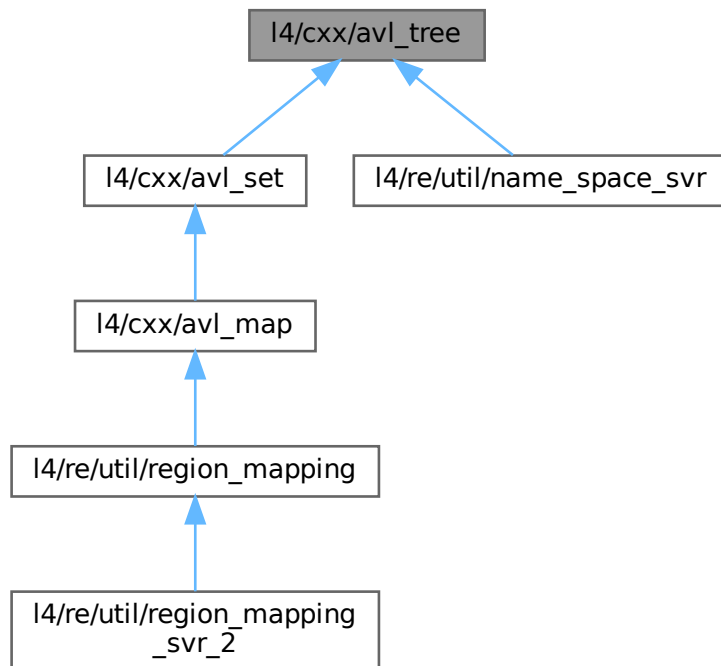 l4/cxx/avl_tree
l4/cxx/avl_set
l4/re/util/name_space_svr
l4/cxx/avl_map
l4/re/util/region_mapping
l4/re/util/region_mapping
_svr_2